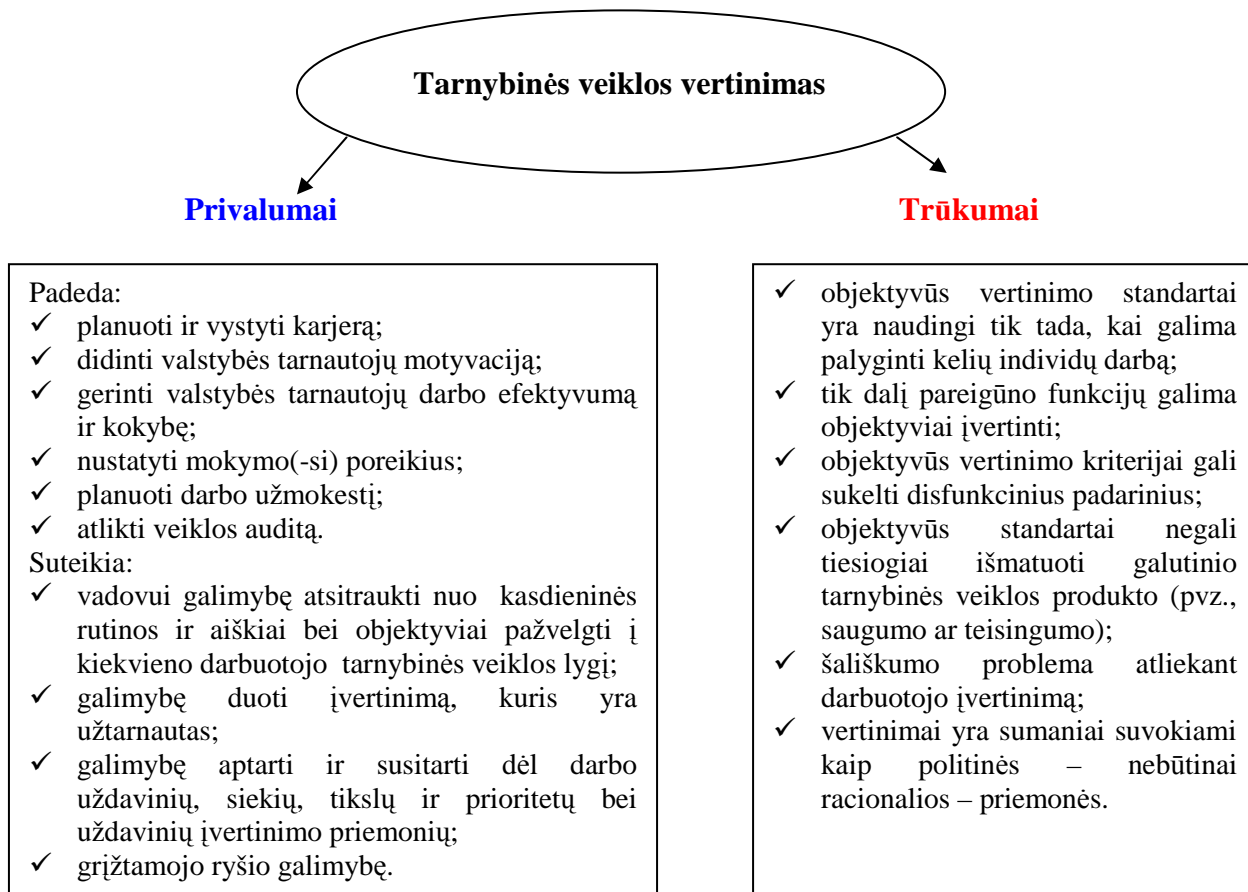 Tarnybinės veiklos vertinimas
Privalumai
Trūkumai
Padeda:
✓ planuoti ir vystyti karjerą;
✓ didinti valstybės tarnautojų motyvaciją;
✓ gerinti valstybės tarnautojų darbo efektyvumą
ir kokybę;
✓ nustatyti mokymo(-si) poreikius;
✓ planuoti darbo užmokestį;
✓ atlikti veiklos auditą.
Suteikia:
✓ vadovui galimybę atsitraukti nuo kasdieninės
rutinos ir aiškiai bei objektyviai pažvelgti į
kiekvieno darbuotojo tarnybinės veiklos lygį;
✓ galimybę duoti įvertinimą, kuris yra
užtarnautas;
✓ galimybę aptarti ir susitarti dėl darbo
uždavinių, siekių, tikslų ir prioritetų bei
uždavinių įvertinimo priemonių;
✓ grįžtamojo ryšio galimybę.
✓ objektyvūs vertinimo standartai
yra naudingi tik tada, kai galima
palyginti kelių individų darbą;
✓ tik dalį pareigūno funkcijų galima
objektyviai įvertinti;
✓ objektyvūs vertinimo kriterijai gali
sukelti disfunkcinius padarinius;
✓ objektyvūs standartai negali
tiesiogiai išmatuoti galutinio
tarnybinės veiklos produkto (pvz.,
saugumo ar teisingumo);
✓ šališkumo problema atliekant
darbuotojo įvertinimą;
✓ vertinimai yra sumaniai suvokiami
kaip politinės – nebūtinai
racionalios – priemonės.